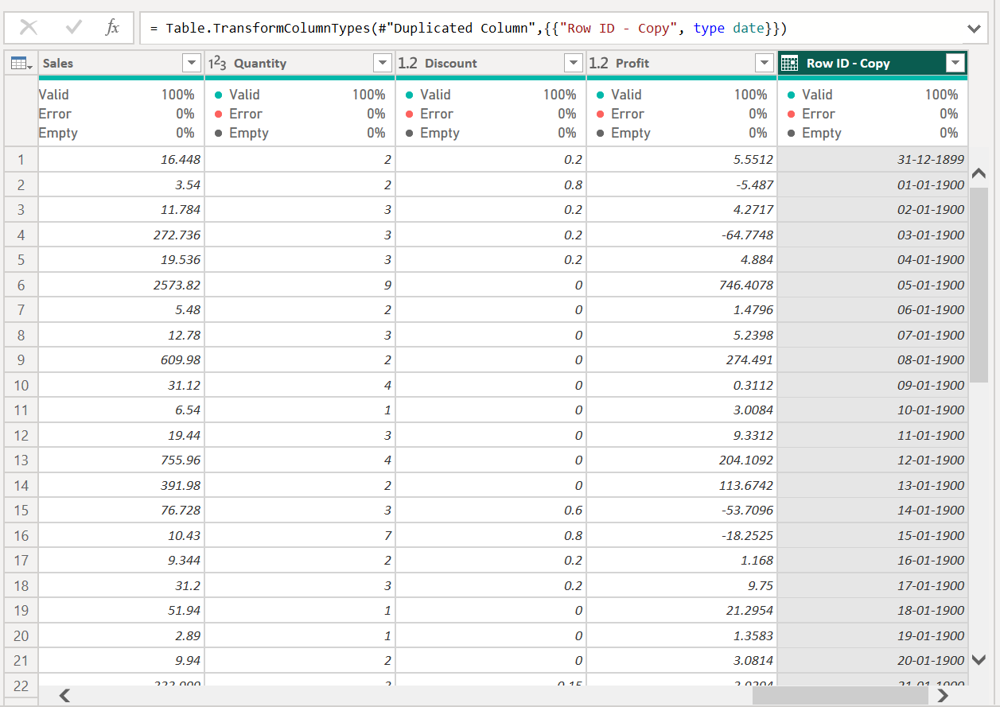 fx = Table.TransformColumnTypes(#"Duplicated Column",{{"Row ID - Copy", type date}})
Sales 123 Quantity 1.2 Discount 1.2 Profit Row ID - Copy
Valid 100% Valid 100% Valid 100% Valid 100% Valid 100%
Error 0% Error 0% Error 0% Error 0% Error 0%
Empty 0% Empty 0% Empty 0% Empty 0% Empty 0%
1 16.448 2 0.2 5.5512 31-12-1899
2 3.54 2 0.8 -5.487 01-01-1900
3 11.784 3 0.2 4.2717 02-01-1900
4 272.736 3 0.2 -64.7748 03-01-1900
5 19.536 3 0.2 4.884 04-01-1900
6 2573.82 9 0 746.4078 05-01-1900
7 5.48 2 0 1.4796 06-01-1900
8 12.78 3 0 5.2398 07-01-1900
9 609.98 2 0 274.491 08-01-1900
10 31.12 4 0 0.3112 09-01-1900
11 6.54 1 0 3.0084 10-01-1900
12 19.44 3 0 9.3312 11-01-1900
13 755.96 4 0 204.1092 12-01-1900
14 391.98 2 0 113.6742 13-01-1900
15 76.728 3 0.6 -53.7096 14-01-1900
16 10.43 7 0.8 -18.2525 15-01-1900
17 9.344 2 0.2 1.168 16-01-1900
18 31.2 3 0.2 9.75 17-01-1900
19 51.94 1 0 21.2954 18-01-1900
20 2.89 1 0 1.3583 19-01-1900
21 9.94 2 0 3.0814 20-01-1900
22 0.15 21-01-1900